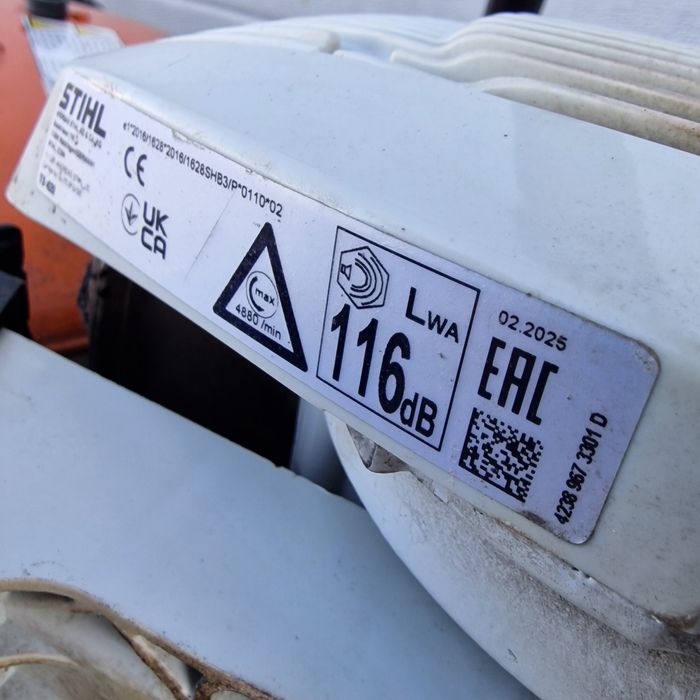 STIHL
e1*2016/1628*2016/1628SHB3/P*0110*02
CE
UK
CA
max
4880 /min
LWA
116dB
02.2025
EAC
4238 967 3301 D